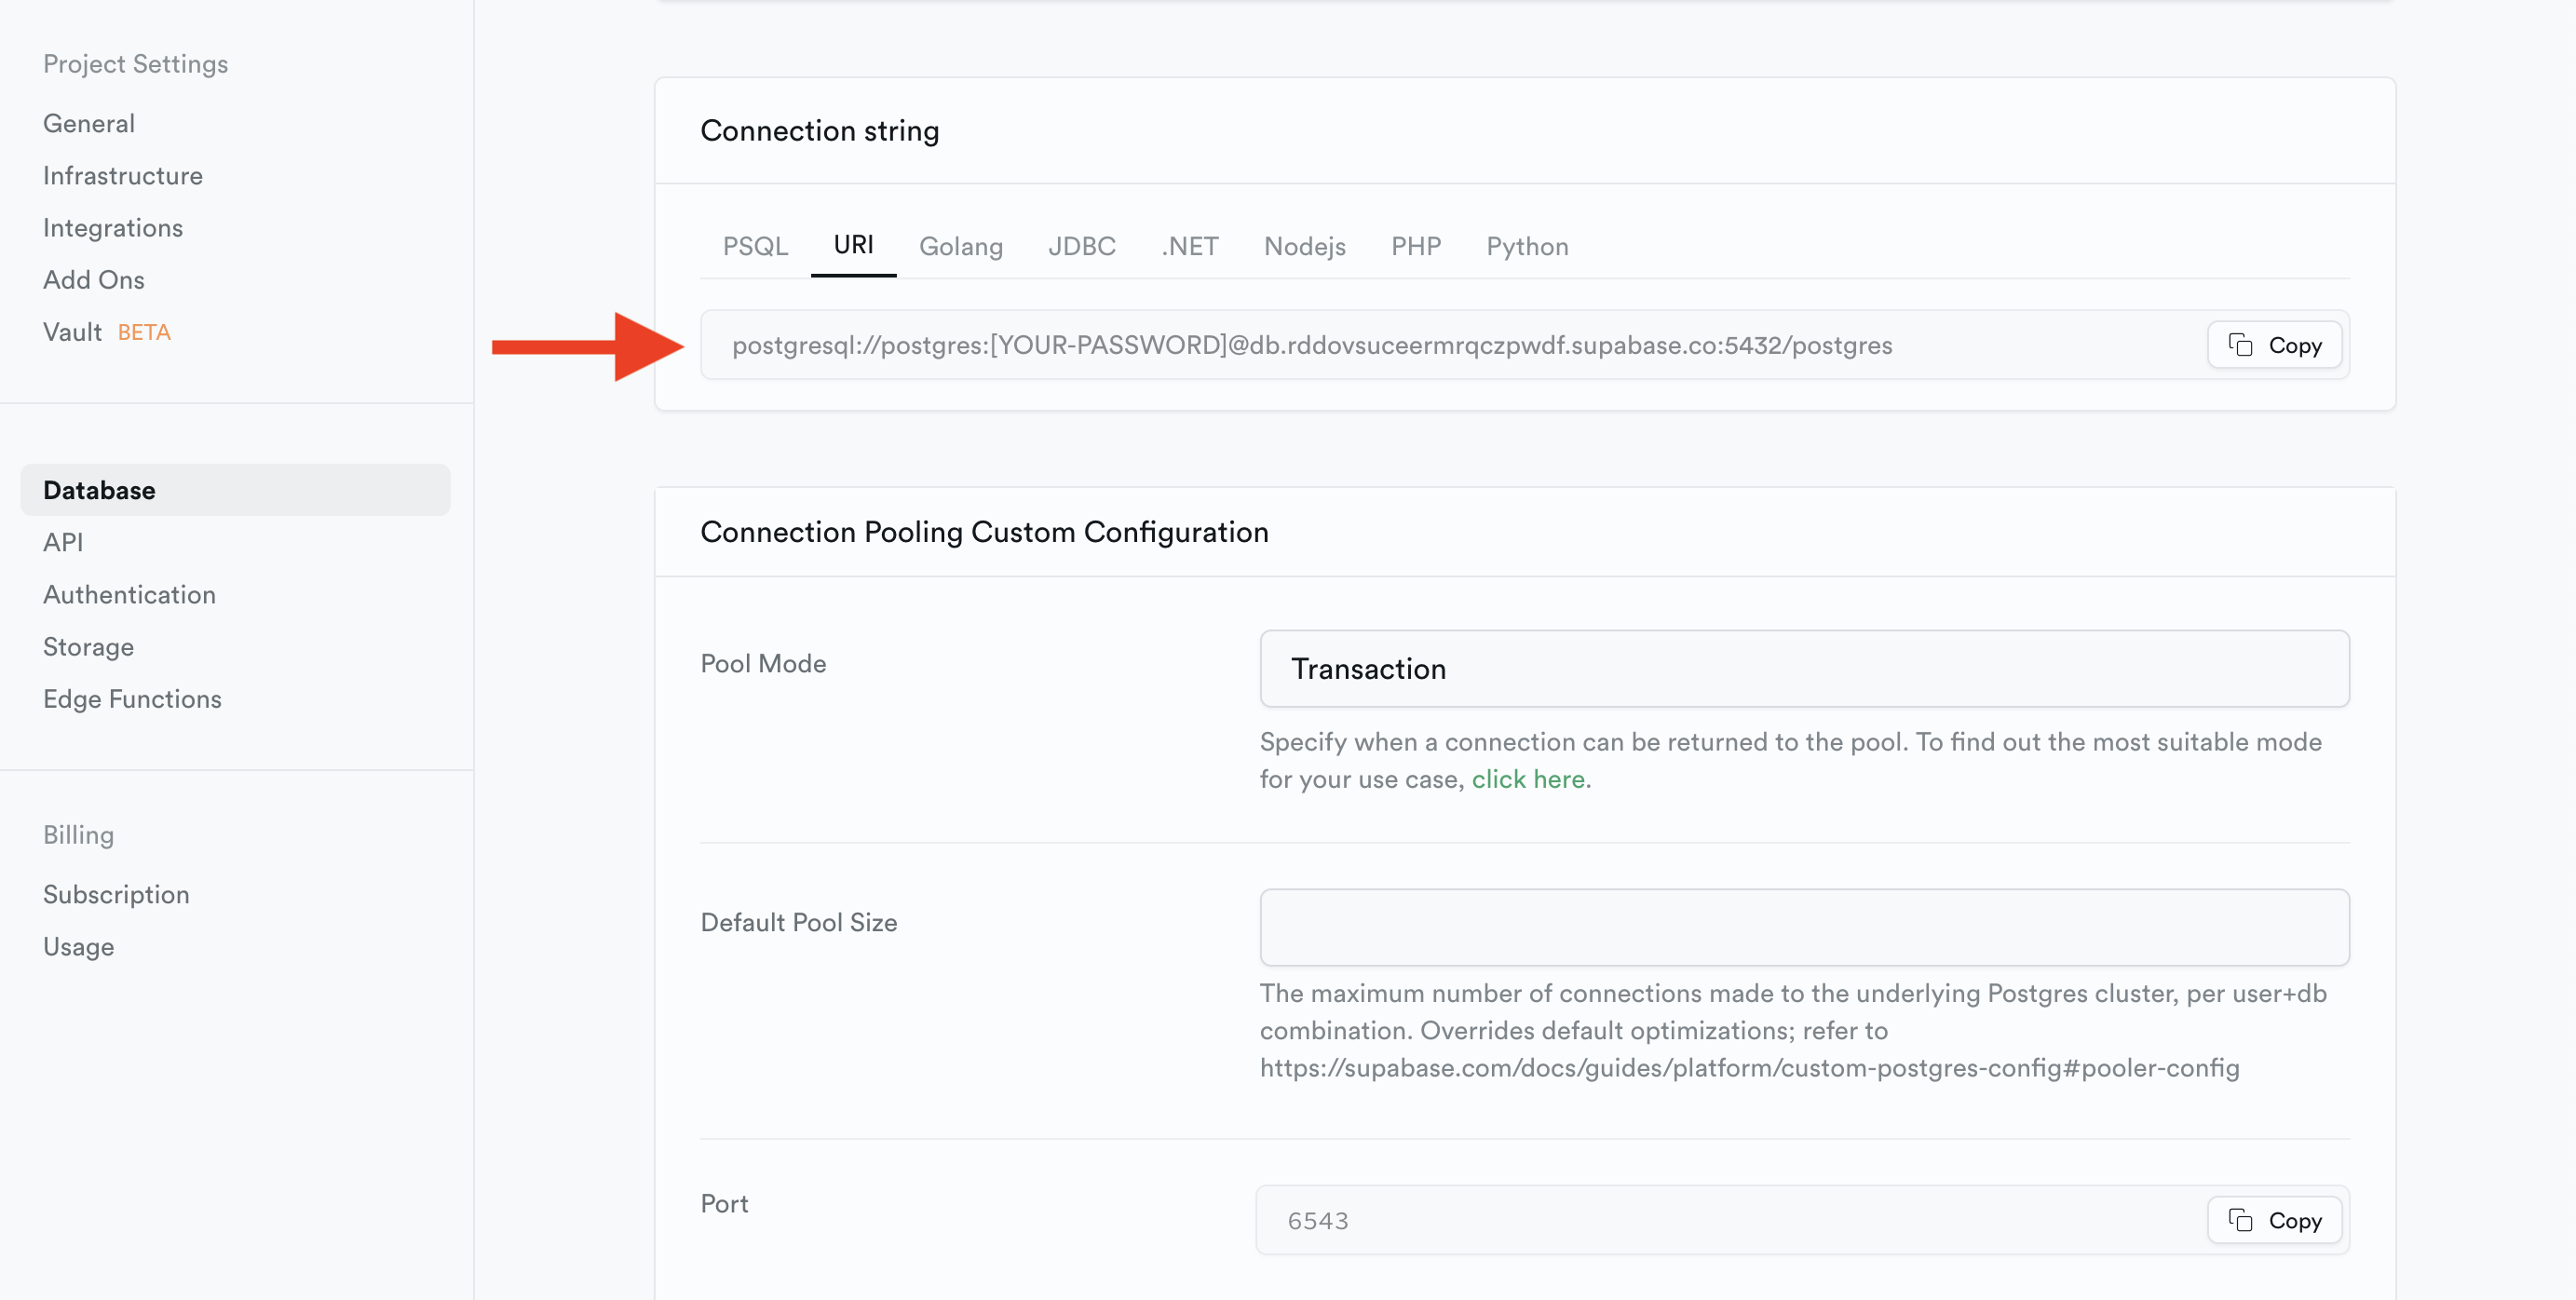 Project Settings
General
Infrastructure
Integrations
Add Ons
Vault BETA
Database
API
Authentication
Storage
Edge Functions
Billing
Subscription
Usage
Connection string
PSQL URI Golang JDBC .NET Nodejs PHP Python
postgresql://postgres:[YOUR-PASSWORD]@db.rddovsuceermrqczpwdf.supabase.co:5432/postgres Copy
Connection Pooling Custom Configuration
Pool Mode Transaction
Specify when a connection can be returned to the pool. To find out the most suitable mode
for your use case, click here.
Default Pool Size
The maximum number of connections made to the underlying Postgres cluster, per user+db
combination. Overrides default optimizations; refer to
https://supabase.com/docs/guides/platform/custom-postgres-config#pooler-config
Port 6543 Copy